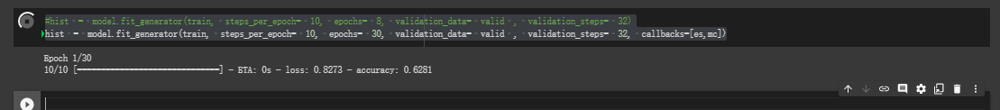 #hist = model.fit_generator(train, steps_per_epoch= 10, epochs= 8, validation_data= valid , validation_steps= 32)
hist = model.fit_generator(train, steps_per_epoch= 10, epochs= 30, validation_data= valid , validation_steps= 32, callbacks=[es,mc])
Epoch 1/30
10/10 [==============================] - ETA: 0s - loss: 0.8273 - accuracy: 0.6281